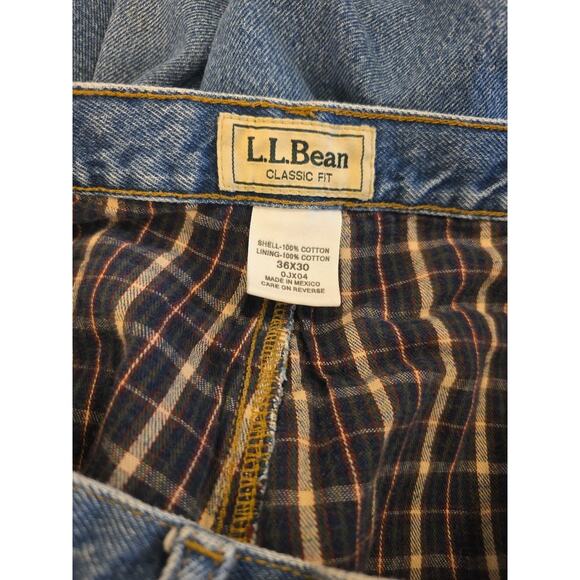 L.L.Bean
CLASSIC FIT
SHELL-100% COTTON
LINING-100% COTTON
36X30
0JX04
MADE IN MEXICO
CARE ON REVERSE